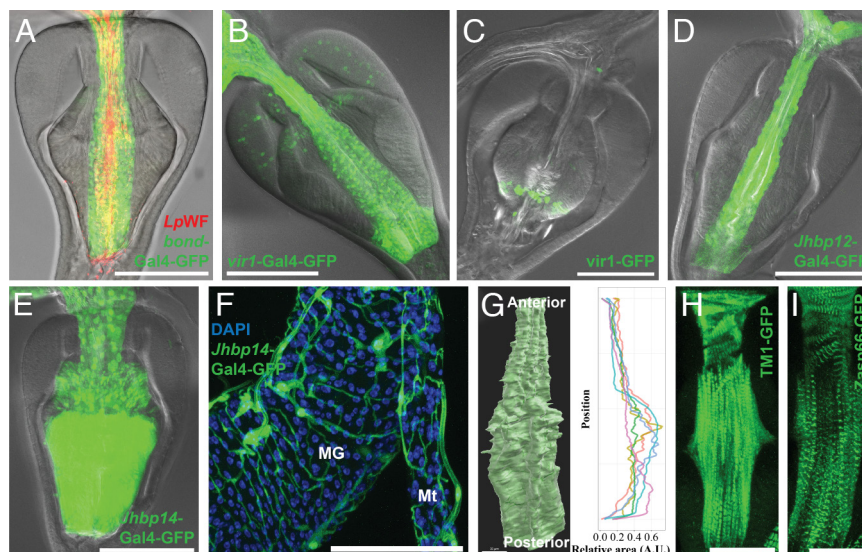 A
LpWF
bond-
Gal4-GFP
B
vir1-Gal4-GFP
C
vir1-GFP
D
Jhbp12-
Gal4-GFP
E
Jhbp14-
Gal4-GFP
F
DAPI
Jhbp14-
Gal4-GFP
MG
Mt
G
Anterior
Posterior
Position
0.0 0.2 0.4 0.6
Relative area (A.U.)
H
TM1-GFP
I